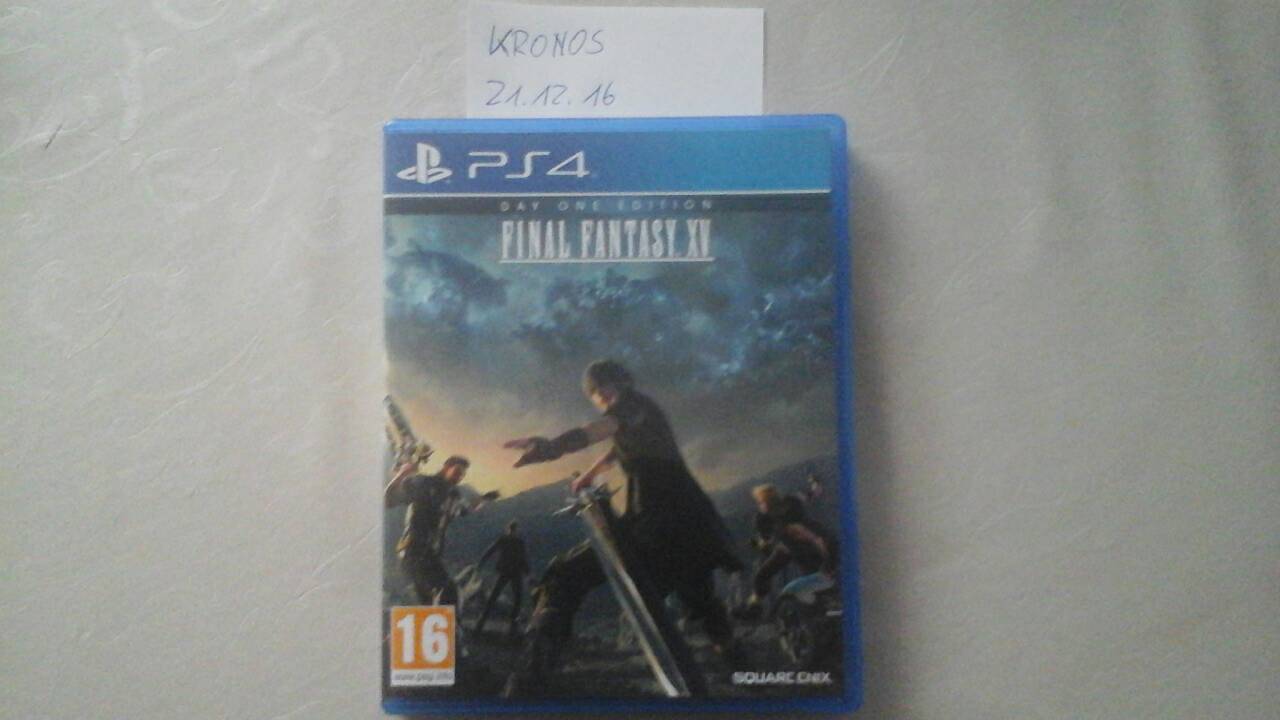 KRONOS
21.12.16
PS4
DAY ONE EDITION
FINAL FANTASY XV
16
www.pegi.info
SQUARE ENIX